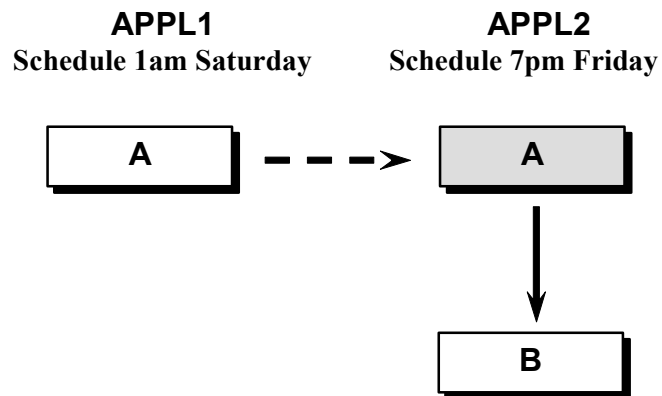 APPL1
Schedule 1am Saturday
APPL2
Schedule 7pm Friday
A
A
B